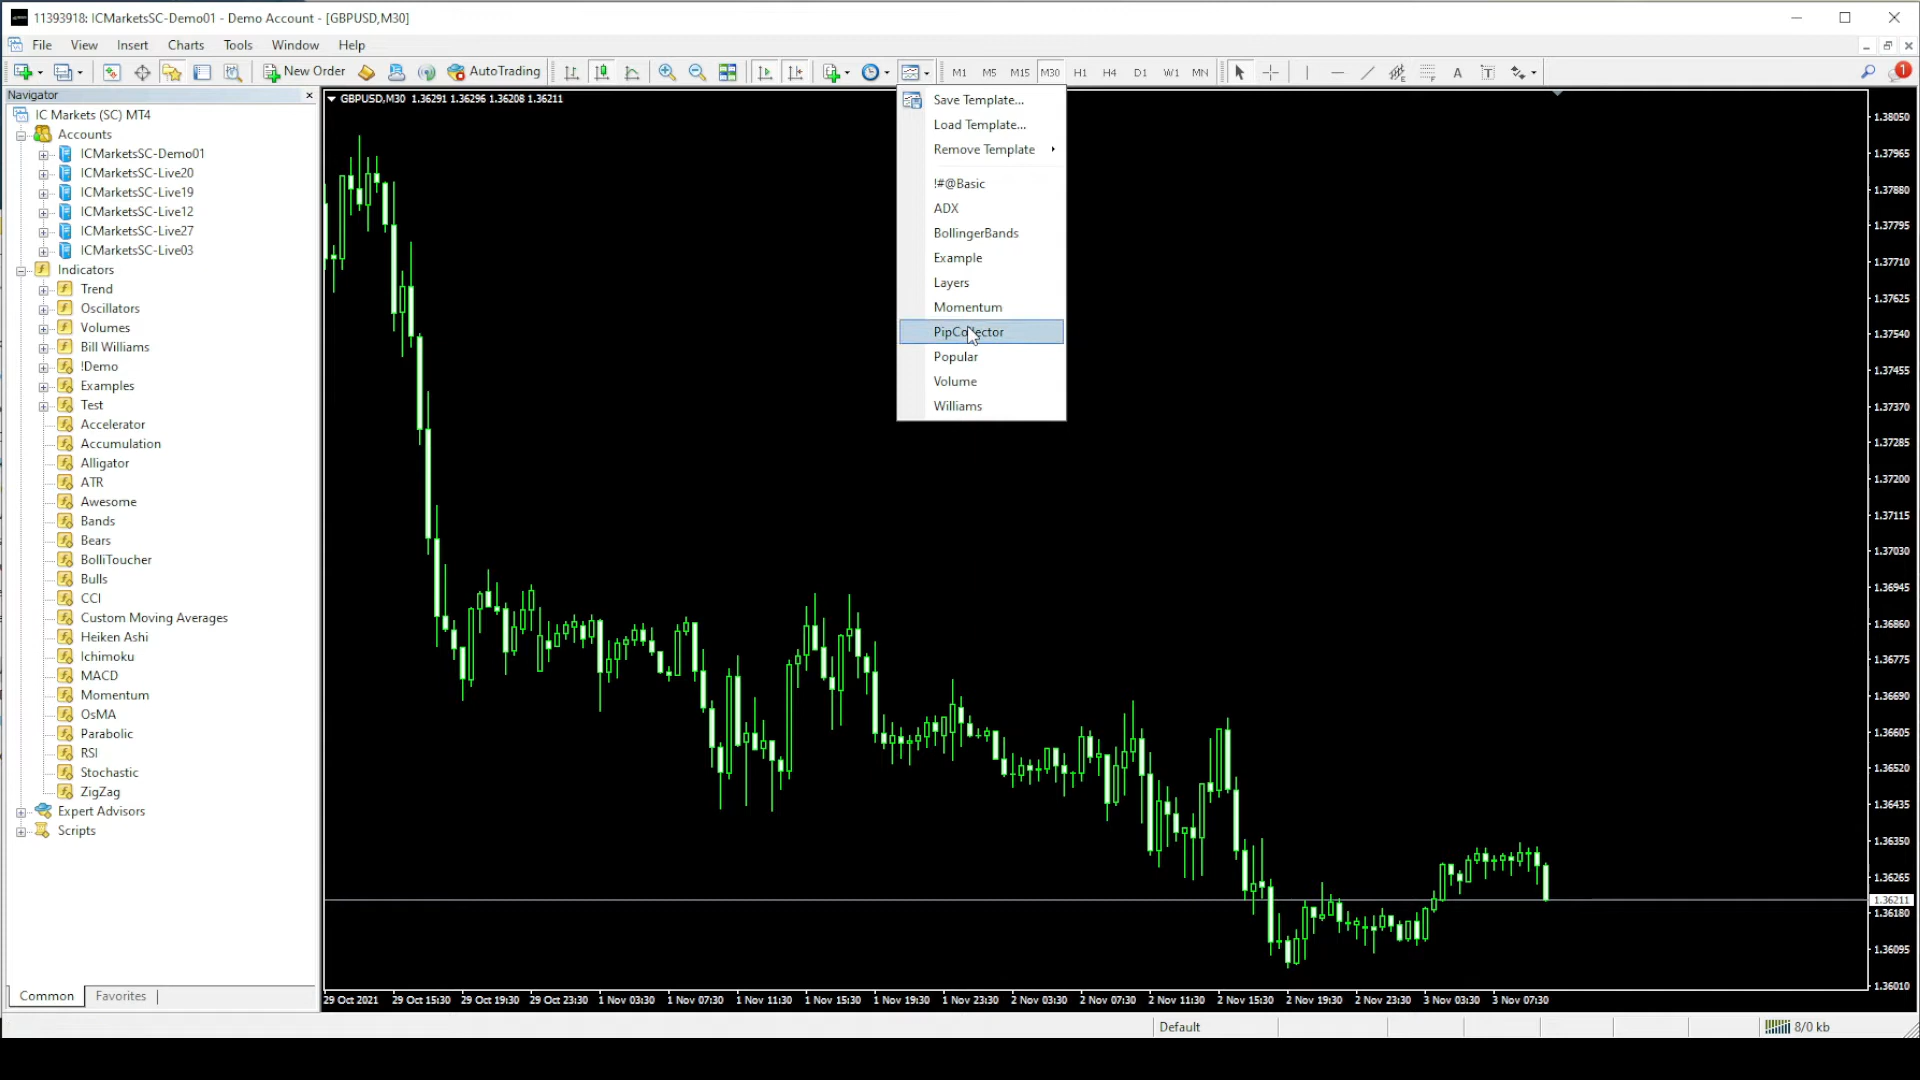 11393918: ICMarketsSC-Demo01 - Demo Account - [GBPUSD,M30]
File View Insert Charts Tools Window Help
New Order AutoTrading M1 M5 M15 M30 H1 H4 D1 W1 MN A T 1
Navigator
IC Markets (SC) MT4
Accounts
ICMarketsSC-Demo01
ICMarketsSC-Live20
ICMarketsSC-Live19
ICMarketsSC-Live12
ICMarketsSC-Live27
ICMarketsSC-Live03
Indicators
Trend
Oscillators
Volumes
Bill Williams
!Demo
Examples
Test
Accelerator
Accumulation
Alligator
ATR
Awesome
Bands
Bears
BolliToucher
Bulls
CCI
Custom Moving Averages
Heiken Ashi
Ichimoku
MACD
Momentum
OsMA
Parabolic
RSI
Stochastic
ZigZag
Expert Advisors
Scripts
Common Favorites
GBPUSD,M30 1.36291 1.36296 1.36208 1.36211
Save Template...
Load Template...
Remove Template
!#@Basic
ADX
BollingerBands
Example
Layers
Momentum
PipCollector
Popular
Volume
Williams
1.38050
1.37965
1.37880
1.37795
1.37710
1.37625
1.37540
1.37455
1.37370
1.37285
1.37200
1.37115
1.37030
1.36945
1.36860
1.36775
1.36690
1.36605
1.36520
1.36435
1.36350
1.36265
1.36211
1.36180
1.36095
1.36010
29 Oct 2021 29 Oct 15:30 29 Oct 19:30 29 Oct 23:30 1 Nov 03:30 1 Nov 07:30 1 Nov 11:30 1 Nov 15:30 1 Nov 19:30 1 Nov 23:30 2 Nov 03:30 2 Nov 07:30 2 Nov 11:30 2 Nov 15:30 2 Nov 19:30 2 Nov 23:30 3 Nov 03:30 3 Nov 07:30
Default 8/0 kb